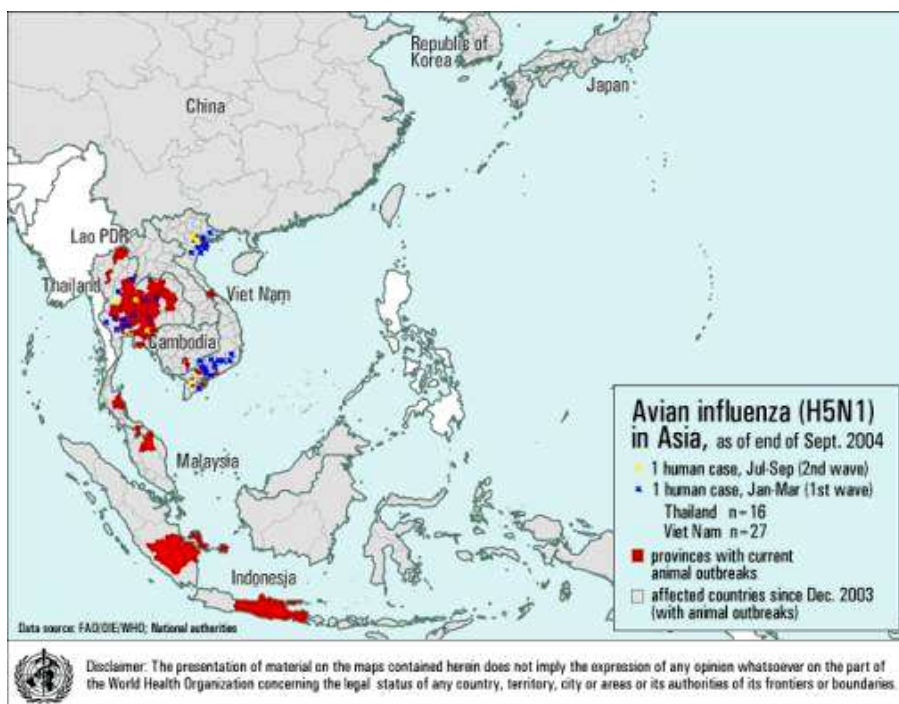 Republic of
Korea
Japan
China
Lao PDR
Thailand
Viet Nam
Cambodia
Malaysia
Indonesia
Avian influenza (H5N1)
in Asia, as of end of Sept. 2004
1 human case, Jul-Sep (2nd wave)
1 human case, Jan-Mar (1st wave)
Thailand n=16
Viet Nam n=27
provinces with current
animal outbreaks
affected countries since Dec. 2003
(with animal outbreaks)
Data source: FAO/OIE/WHO; National authorities
Disclaimer: The presentation of material on the maps contained herein does not imply the expression of any opinion whatsoever on the part of
the World Health Organization concerning the legal status of any country, territory, city or areas or its authorities of its frontiers or boundaries.